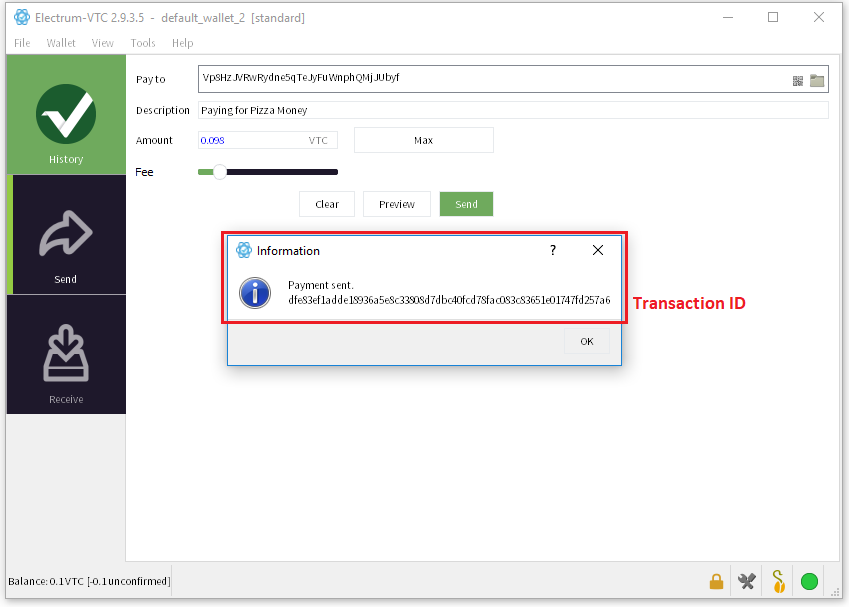 Electrum-VTC 2.9.3.5 - default_wallet_2 [standard]
File Wallet View Tools Help
Pay to Vp8HzJVRwRydne5qTeJyFuWnphQMjJUbyf
Description Paying for Pizza Money
Amount 0.098 VTC Max
History
Fee
Clear Preview Send
Information ?
Send
Payment sent.
dfe83ef1adde18936a5e8c33808d7dbc40fcd78fac083c83651e01747fd257a6
Transaction ID
OK
Receive
Balance: 0.1 VTC [-0.1 unconfirmed]